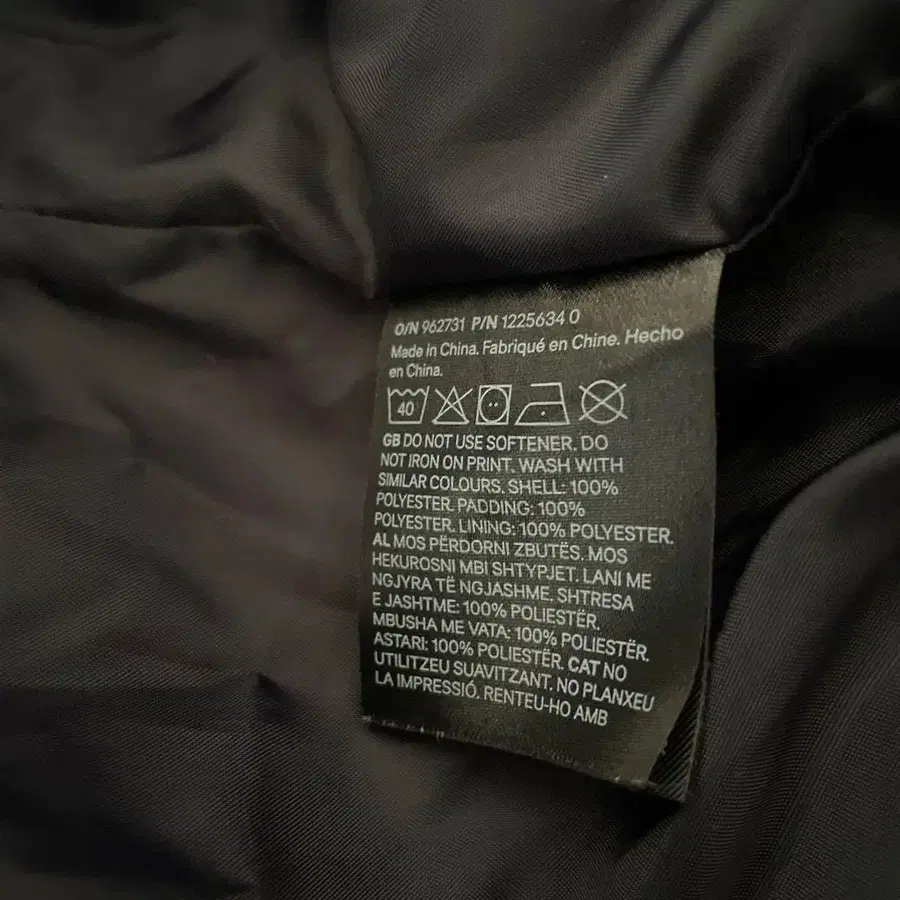 O/N 962731 P/N 1225634 0
Made in China. Fabriqué en Chine. Hecho
en China.
40
GB DO NOT USE SOFTENER. DO
NOT IRON ON PRINT. WASH WITH
SIMILAR COLOURS. SHELL: 100%
POLYESTER. PADDING: 100%
POLYESTER. LINING: 100% POLYESTER.
AL MOS PËRDORNI ZBUTËS. MOS
HEKUROSNI MBI SHTYPJET. LANI ME
NGJYRA TË NGJASHME. SHTRESA
E JASHTME: 100% POLIESTËR.
MBUSHA ME VATA: 100% POLIESTËR.
ASTARI: 100% POLIESTËR. CAT NO
UTILITZEU SUAVITZANT. NO PLANXEU
LA IMPRESSIÓ. RENTEU-HO AMB